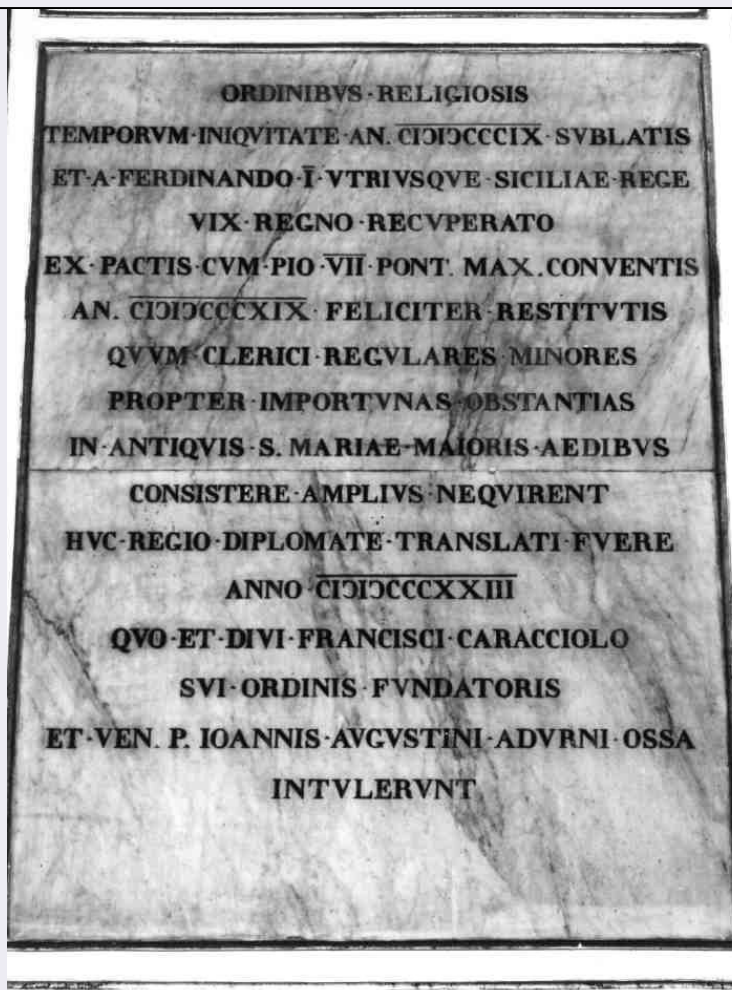 ORDINIBVS·RELIGIOSIS
TEMPORVM·INIQVITATE·AN. CIↃIↃCCCIX·SVBLATIS
ET·A·FERDINANDO·I·VTRIVSQVE·SICILIAE·REGE
VIX·REGNO·RECVPERATO
EX·PACTIS·CVM·PIO·VII·PONT. MAX.CONVENTIS
AN. CIↃIↃCCCXIX·FELICITER·RESTITVTIS
QVVM·CLERICI·REGVLARES·MINORES
PROPTER·IMPORTVNAS·OBSTANTIAS
IN·ANTIQVIS·S. MARIAE·MAIORIS·AEDIBVS
CONSISTERE·AMPLIVS·NEQVIRENT
HVC·REGIO·DIPLOMATE·TRANSLATI·FVERE
ANNO·CIↃIↃCCCXXIII
QVO·ET·DIVI·FRANCISCI·CARACCIOLO
SVI·ORDINIS·FVNDATORIS
ET·VEN. P. IOANNIS·AVGVSTINI·ADVRNI·OSSA
INTVLERVNT